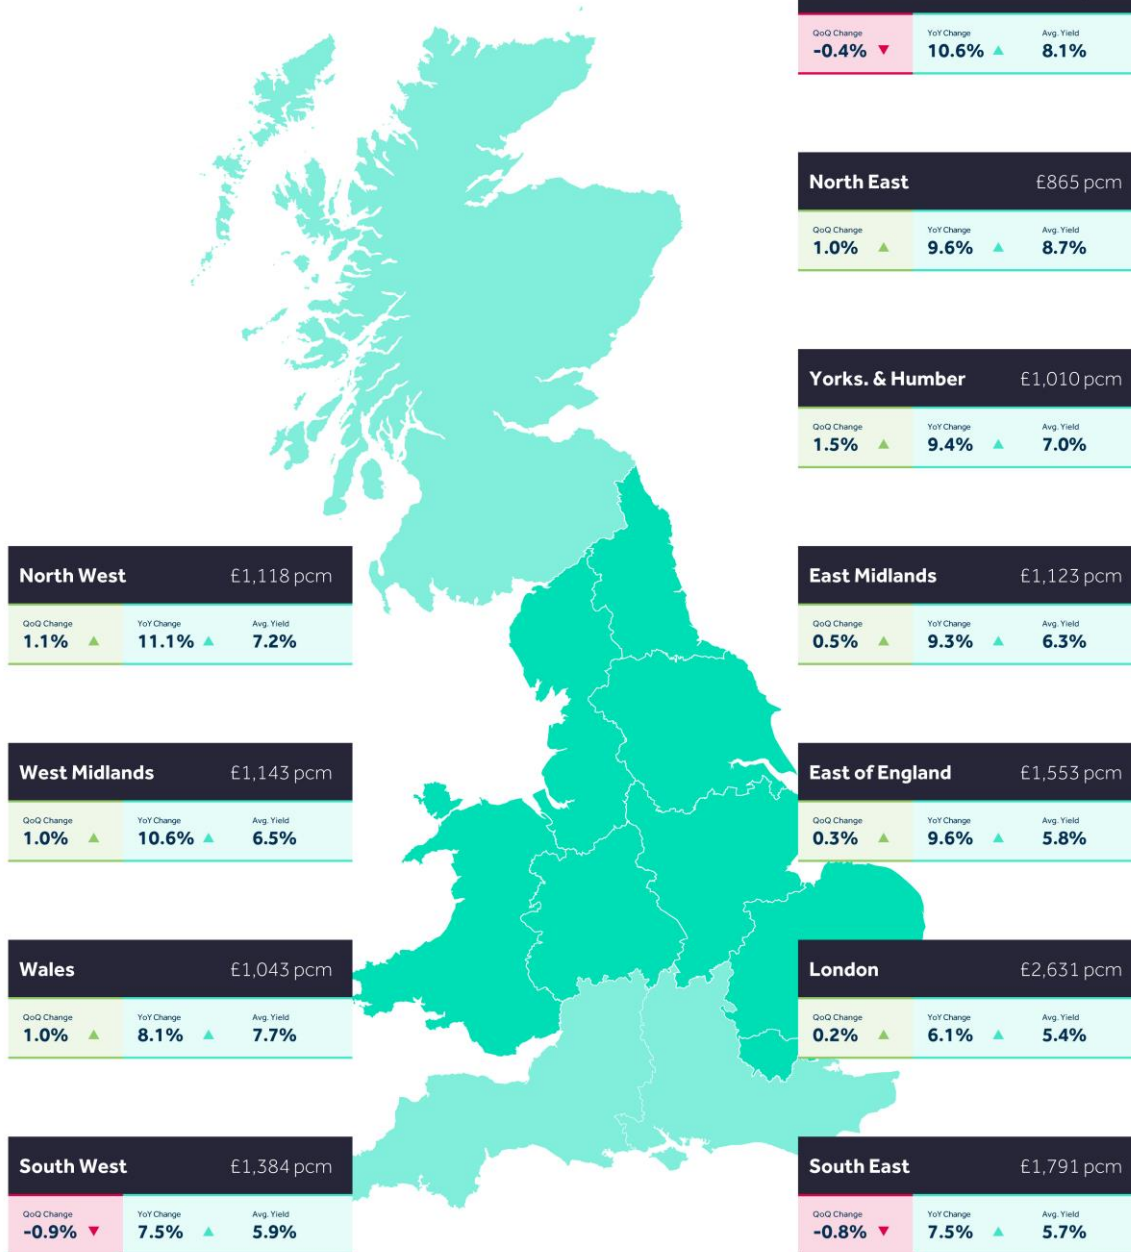 QoQ Change YoY Change Avg. Yield
-0.4% ▼ 10.6% ▲ 8.1%
North East £865 pcm
QoQ Change YoY Change Avg. Yield
1.0% ▲ 9.6% ▲ 8.7%
Yorks. & Humber £1,010 pcm
QoQ Change YoY Change Avg. Yield
1.5% ▲ 9.4% ▲ 7.0%
North West £1,118 pcm
QoQ Change YoY Change Avg. Yield
1.1% ▲ 11.1% ▲ 7.2%
East Midlands £1,123 pcm
QoQ Change YoY Change Avg. Yield
0.5% ▲ 9.3% ▲ 6.3%
West Midlands £1,143 pcm
QoQ Change YoY Change Avg. Yield
1.0% ▲ 10.6% ▲ 6.5%
East of England £1,553 pcm
QoQ Change YoY Change Avg. Yield
0.3% ▲ 9.6% ▲ 5.8%
Wales £1,043 pcm
QoQ Change YoY Change Avg. Yield
1.0% ▲ 8.1% ▲ 7.7%
London £2,631 pcm
QoQ Change YoY Change Avg. Yield
0.2% ▲ 6.1% ▲ 5.4%
South West £1,384 pcm
QoQ Change YoY Change Avg. Yield
-0.9% ▼ 7.5% ▲ 5.9%
South East £1,791 pcm
QoQ Change YoY Change Avg. Yield
-0.8% ▼ 7.5% ▲ 5.7%